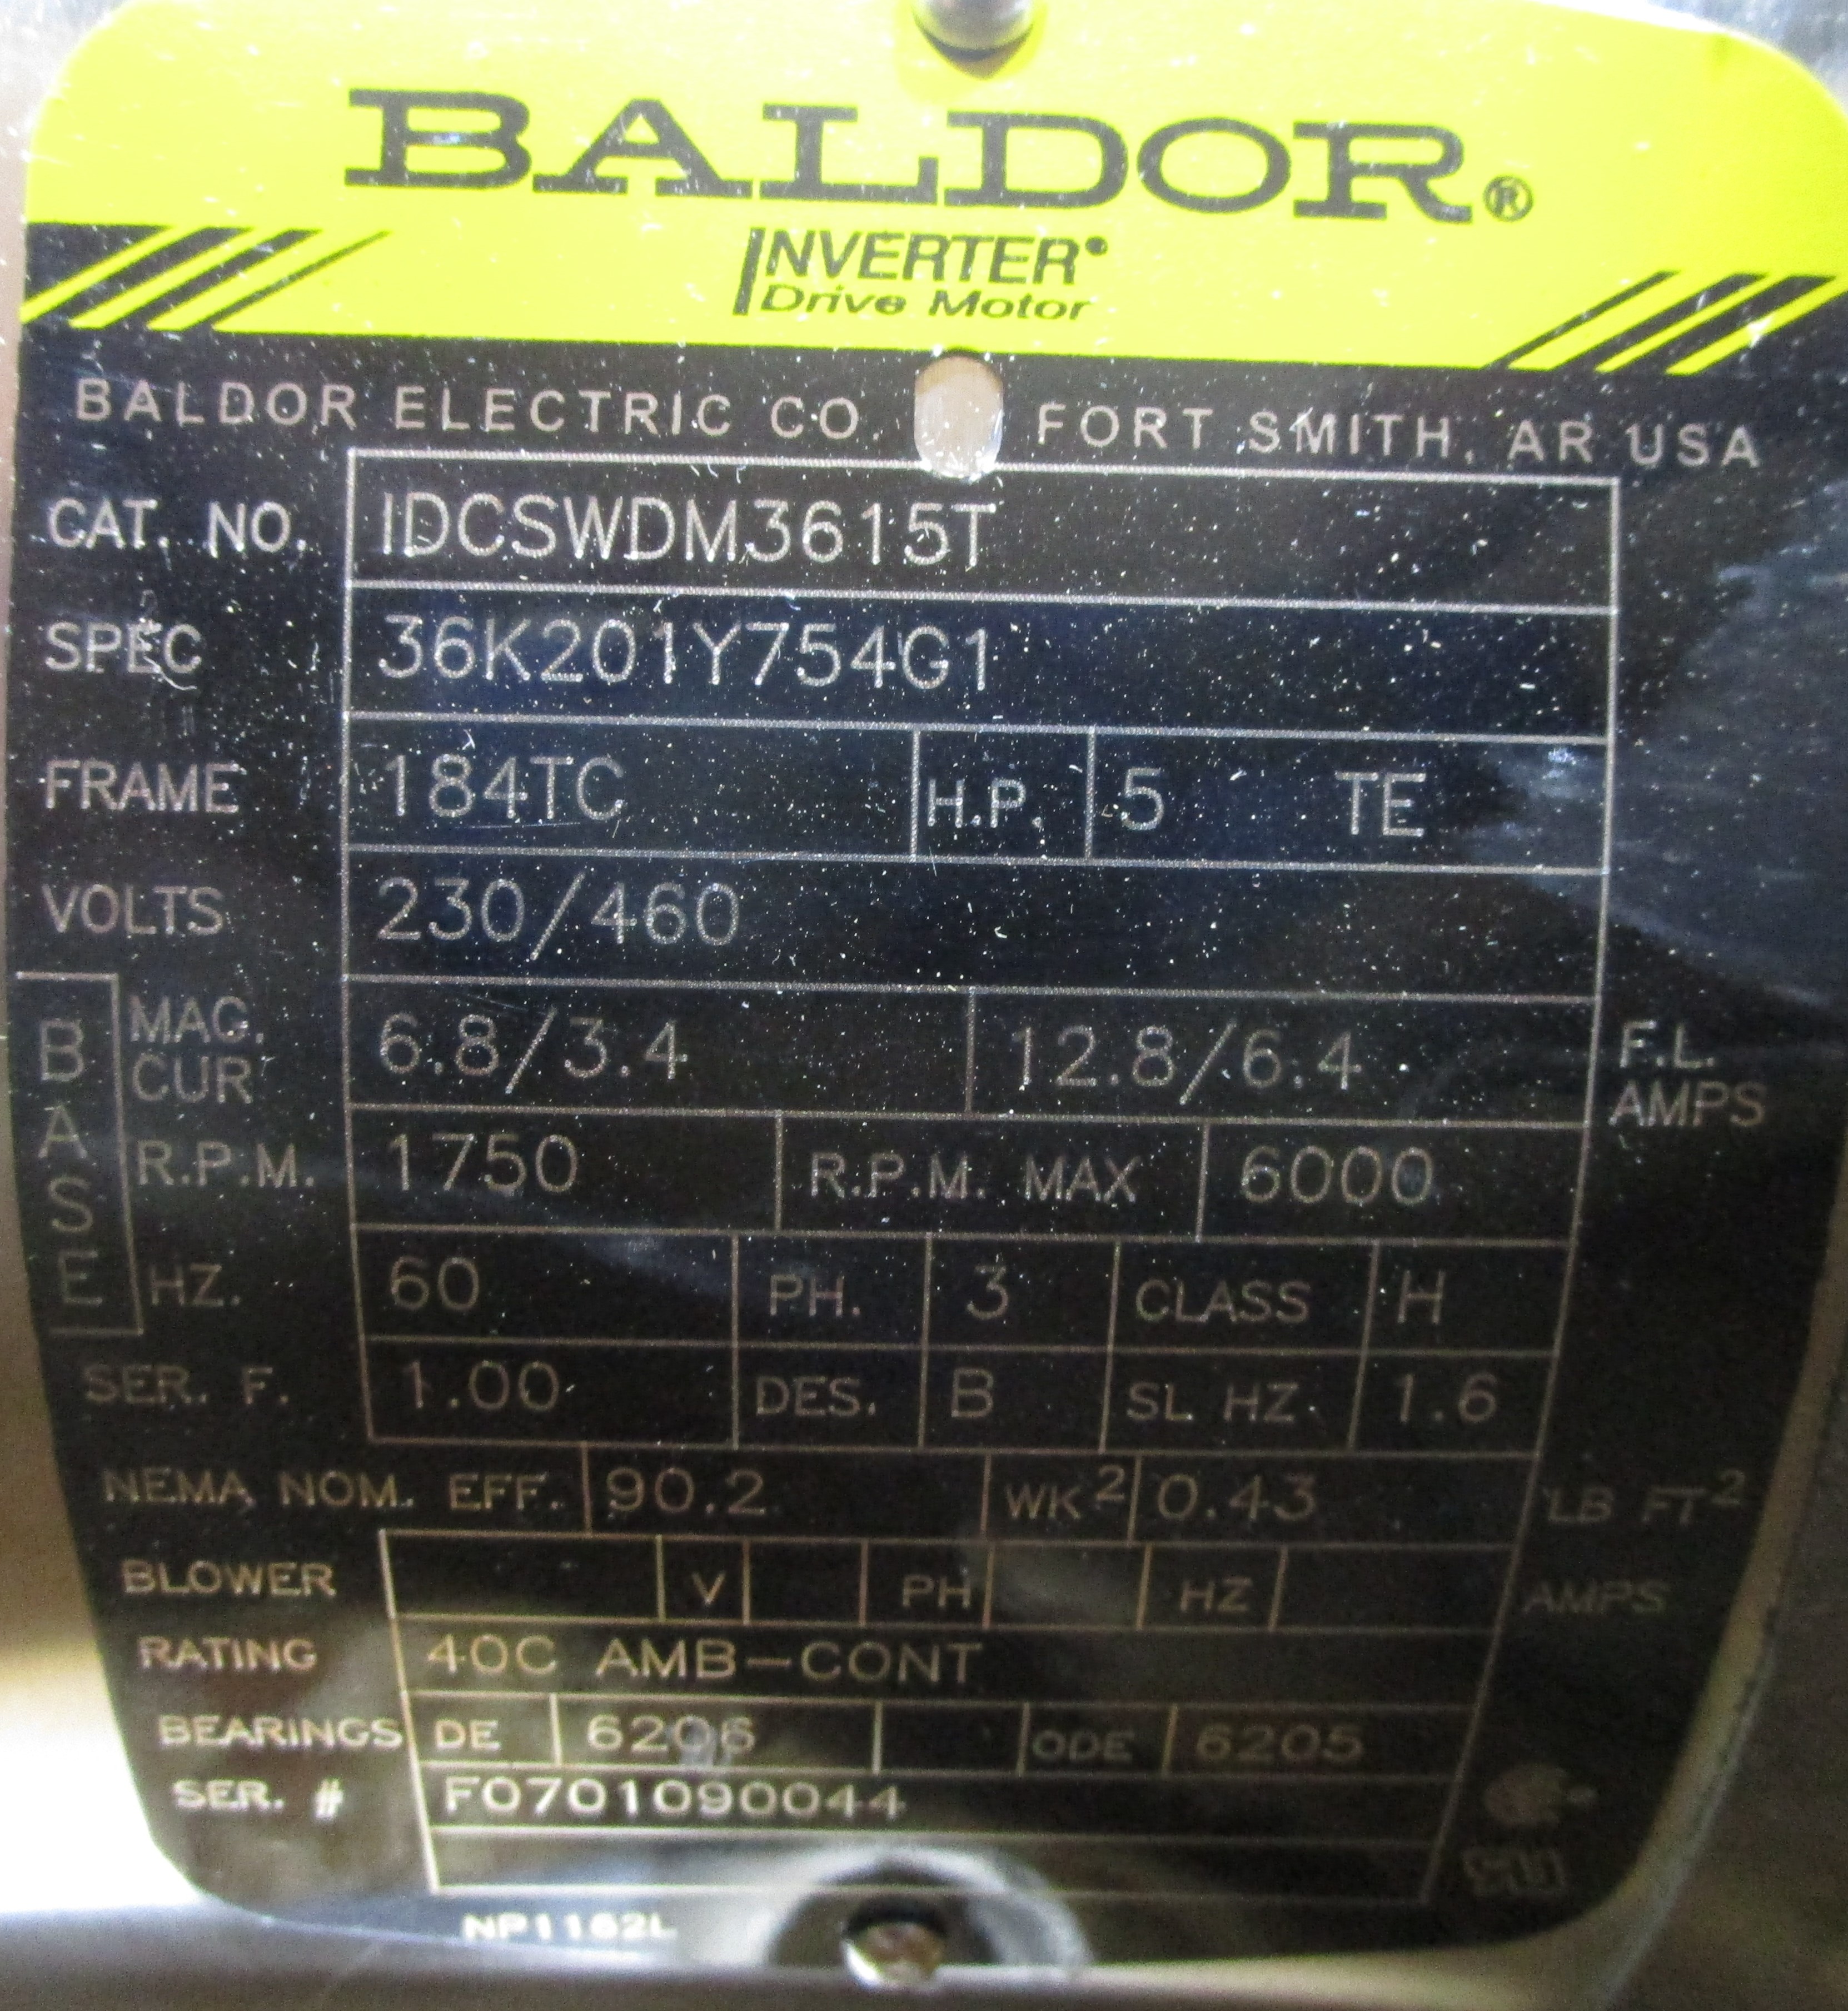 BALDOR®
INVERTER
Drive Motor
BALDOR ELECTRIC CO. FORT SMITH, AR USA
CAT. NO. IDCSWDM3615T
SPEC 36K201Y754G1
FRAME 184TC H.P. 5 TE
VOLTS 230/460
BASE
MAG. CUR 6.8/3.4 12.8/6.4 F.L. AMPS
R.P.M. 1750 R.P.M. MAX 6000
HZ. 60 PH. 3 CLASS H
SER. F. 1.00 DES. B SL HZ. 1.6
NEMA NOM. EFF. 90.2 WK² 0.43 LB FT²
BLOWER V PH HZ AMPS
RATING 40C AMB-CONT
BEARINGS DE 6206 ODE 6205
SER. # F0701090044
NP1162L